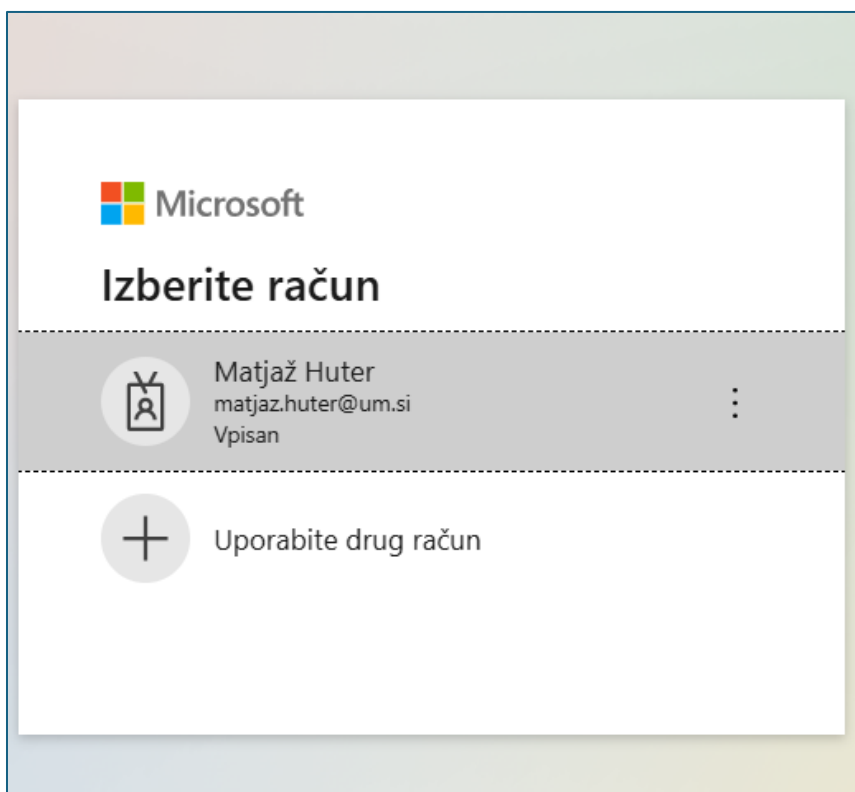 Microsoft
Izberite račun
Matjaž Huter
matjaz.huter@um.si
Vpisan
Uporabite drug račun